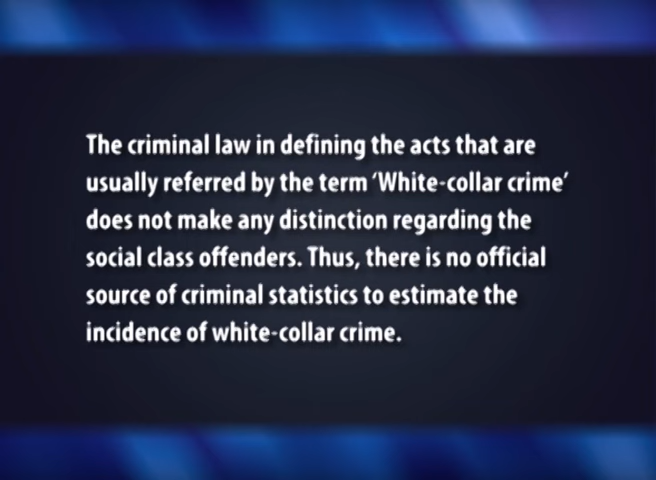 The criminal law in defining the acts that are
usually referred by the term ‘White-collar crime’
does not make any distinction regarding the
social class offenders. Thus, there is no official
source of criminal statistics to estimate the
incidence of white-collar crime.